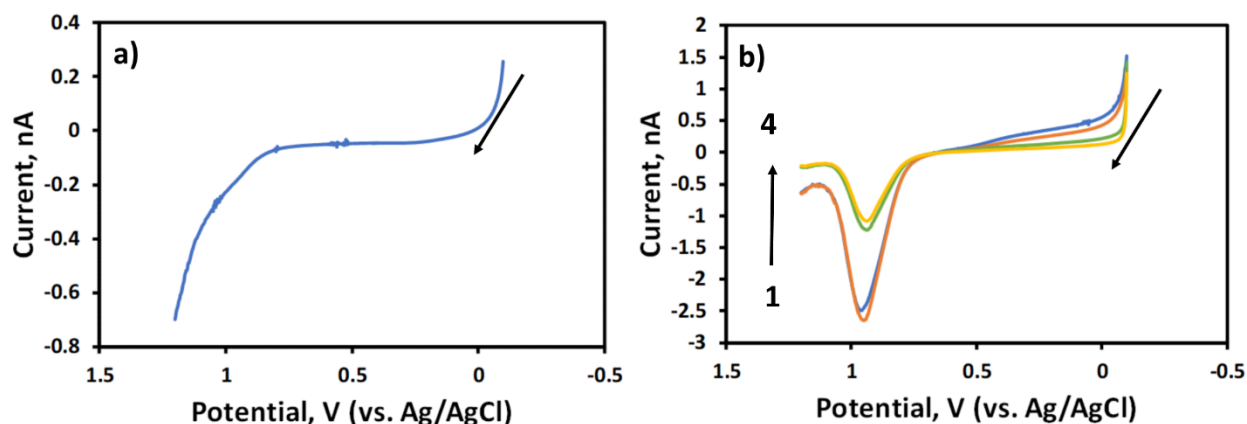 a)
Current, nA
0.4
0.2
0
-0.2
-0.4
-0.6
-0.8
1.5 1 0.5 0 -0.5
Potential, V (vs. Ag/AgCl)
b)
Current, nA
2
1.5
1
0.5
0
-0.5
-1
-1.5
-2
-2.5
-3
4
1
1.5 1 0.5 0 -0.5
Potential, V (vs. Ag/AgCl)